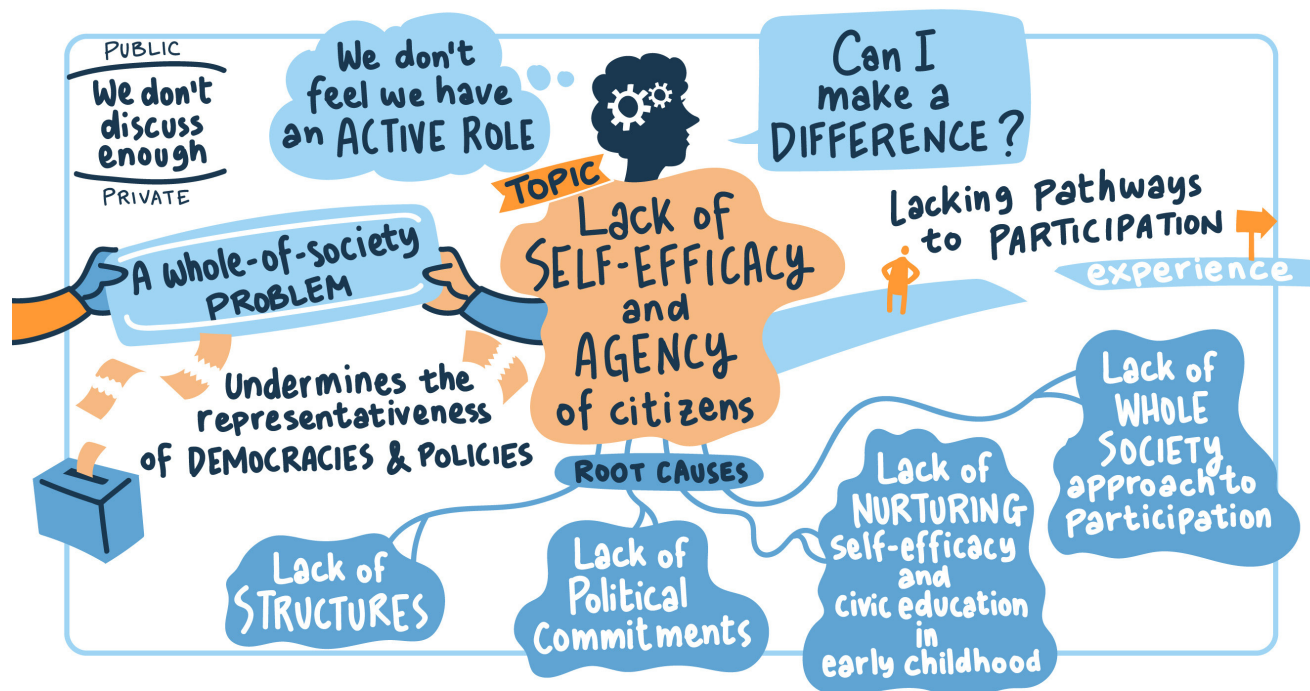 PUBLIC
We don't
discuss
enough
PRIVATE
We don't
feel we have
an ACTIVE ROLE
Can I
make a
DIFFERENCE?
TOPIC
Lack of
SELF-EFFICACY
and
AGENCY
of citizens
Lacking Pathways
to PARTICIPATION
experience
A whole-of-society
PROBLEM
Undermines the
representativeness
of DEMOCRACIES & POLICIES
ROOT CAUSES
Lack of
STRUCTURES
Lack of
Political
Commitments
Lack of
NURTURING
self-efficacy
and
civic education
in
early childhood
Lack of
WHOLE
SOCIETY
approach to
participation